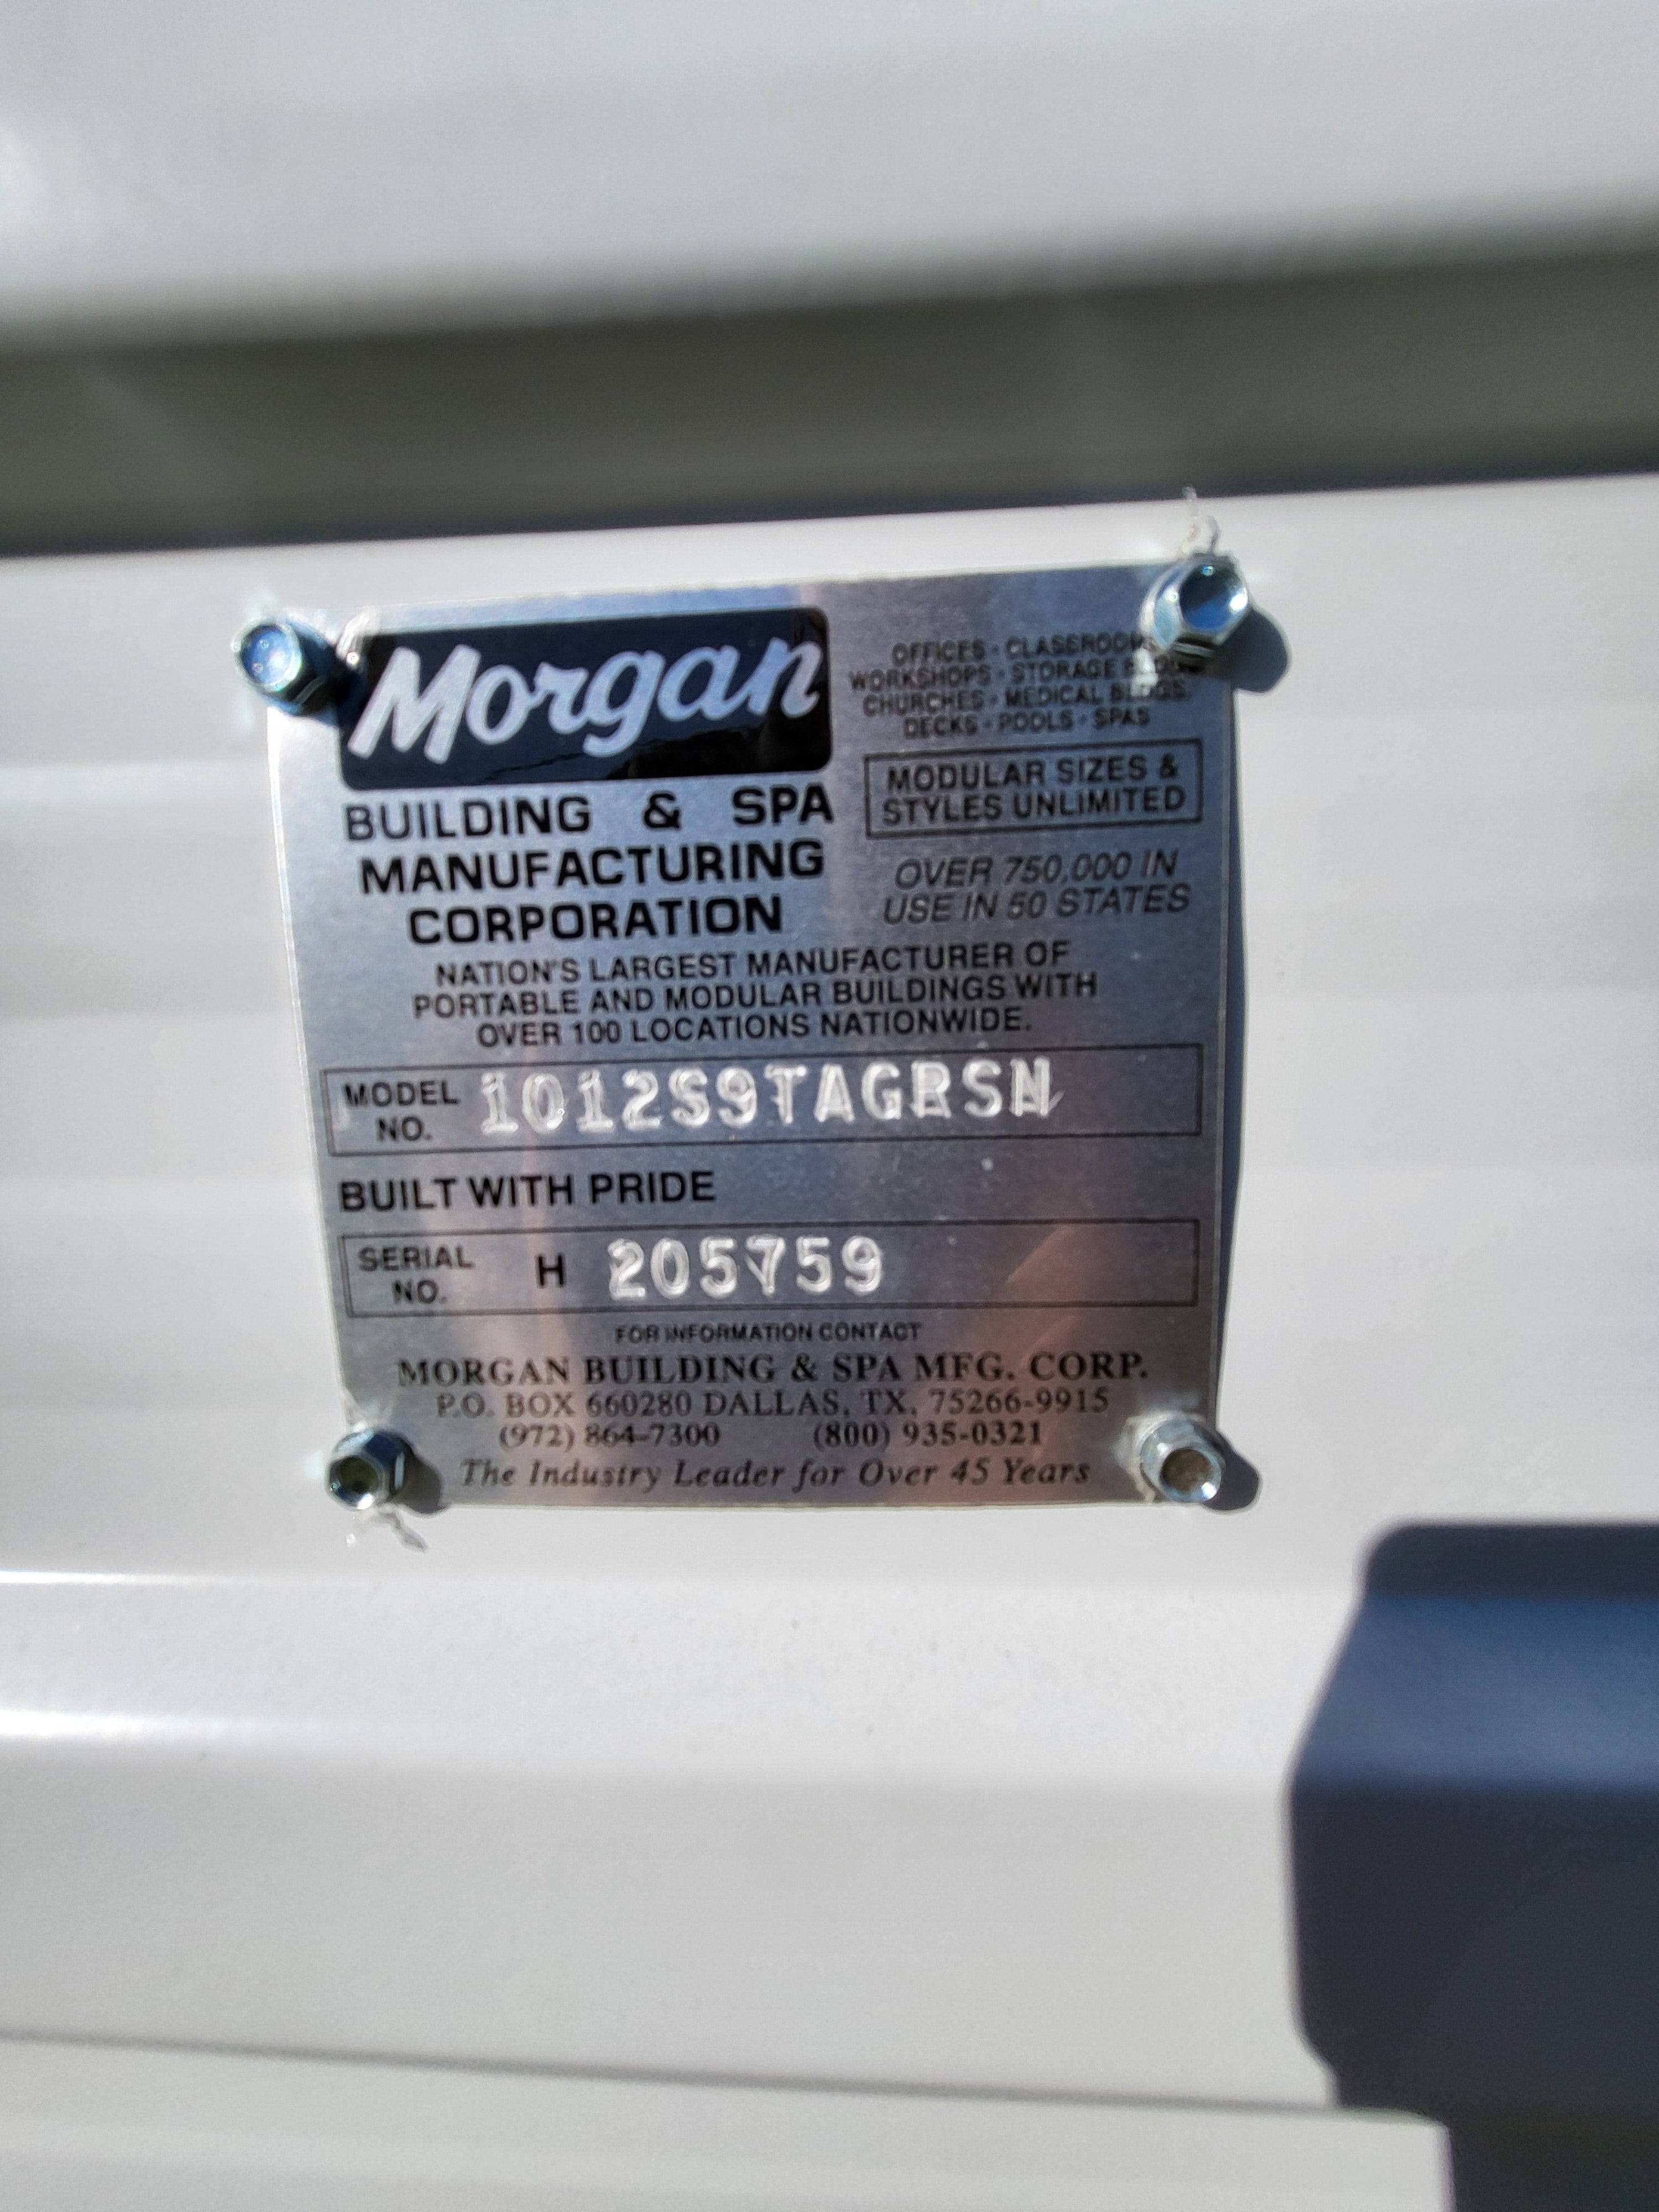 Morgan
BUILDING & SPA
MANUFACTURING
CORPORATION
OFFICES · CLASSROOMS
WORKSHOPS · STORAGE BLDGS
CHURCHES · MEDICAL BLDGS.
DECKS · POOLS · SPAS
MODULAR SIZES &
STYLES UNLIMITED
OVER 750,000 IN
USE IN 50 STATES
NATION'S LARGEST MANUFACTURER OF
PORTABLE AND MODULAR BUILDINGS WITH
OVER 100 LOCATIONS NATIONWIDE.
MODEL NO. 1012S9TAGRSN
BUILT WITH PRIDE
SERIAL NO. H 205759
FOR INFORMATION CONTACT
MORGAN BUILDING & SPA MFG. CORP.
P.O. BOX 660280 DALLAS, TX, 75266-9915
(972) 864-7300 (800) 935-0321
The Industry Leader for Over 45 Years